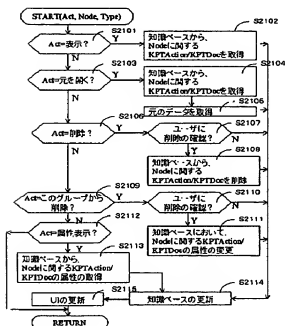 START(Act, Node, Type)
S2101
Act=表示?
Y
N
S2102
知識ベースから、
Nodeに関する
KPTAction/KPTDocを取得
S2103
Act=元を開く?
Y
N
S2104
知識ベースから、
Nodeに関する
KPTAction/KPTDocを取得
元のデータを取得
Act=削除?
Y
N
S2107
ユーザに
削除の確認?
Y
N
知識ベースから、
Nodeに関する
KPTAction/KPTDocを削除
S2109
Act=このグループから
削除?
Y
N
S2110
ユーザに
削除の確認?
Y
N
S2111
知識ベースにおいて、
Nodeに関するKPTAction/
KPTDocの属性の変更
S2112
Act=属性表示?
Y
N
S2113
知識ベースから、
Nodeに関するKPTAction/
KPTDocの属性の取得
S2114
知識ベースの更新
S2115
UIの更新
RETURN